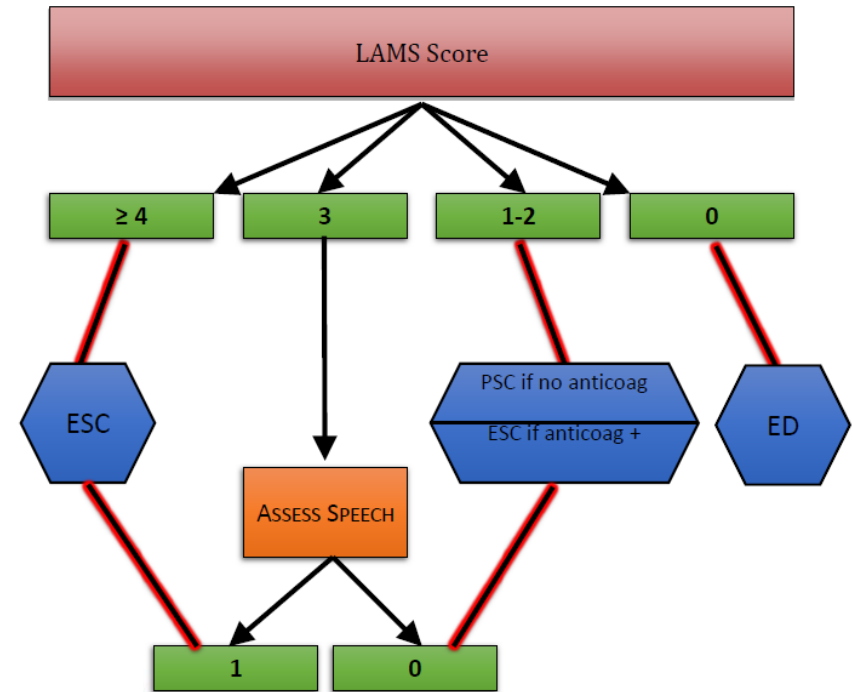 LAMS Score
≥ 4
3
1-2
0
ESC
PSC if no anticoag
ESC if anticoag +
ED
ASSESS SPEECH
1
0